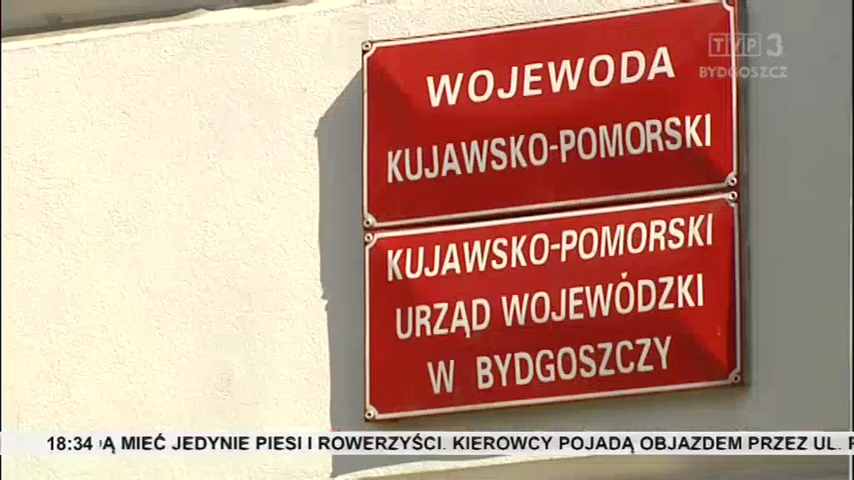 TVP3
BYDGOSZCZ
WOJEWODA
KUJAWSKO-POMORSKI
KUJAWSKO-POMORSKI
URZĄD WOJEWÓDZKI
W BYDGOSZCZY
18:34 Ą MIEĆ JEDYNIE PIESI I ROWERZYŚCI. KIEROWCY POJADĄ OBJAZDEM PRZEZ UL.